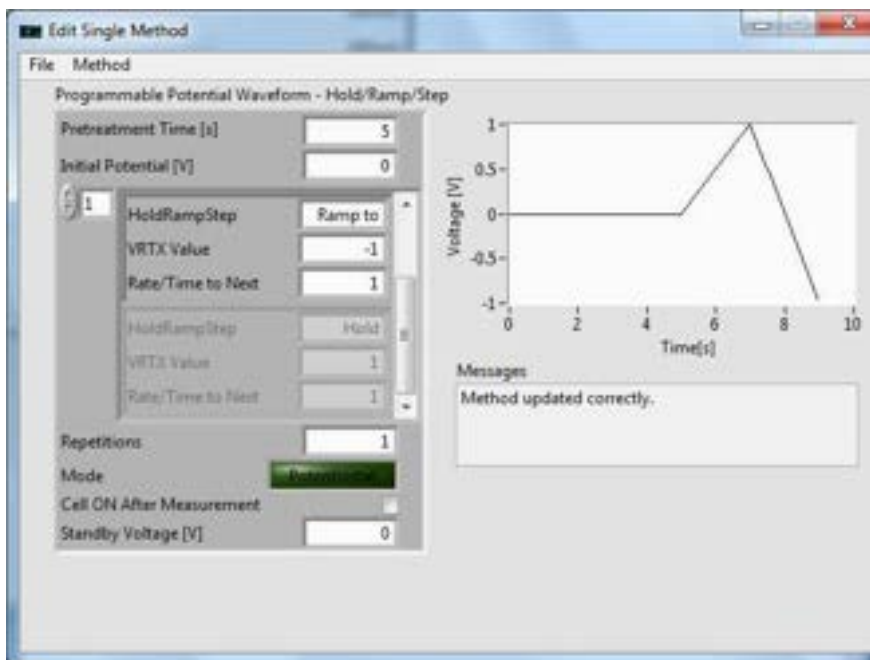 Edit Single Method
File Method
Programmable Potential Waveform - Hold/Ramp/Step
Pretreatment Time [s] 5
Initial Potential [V] 0
1
HoldRampStep Ramp to
VRTX Value -1
Rate/Time to Next 1
HoldRampStep Hold
VRTX Value 1
Rate/Time to Next 1
Repetitions 1
Mode
Cell ON After Measurement
Standby Voltage [V] 0
Voltage [V]
1
0.5
0
-0.5
-1
0 2 4 6 8 10
Time[s]
Messages
Method updated correctly.